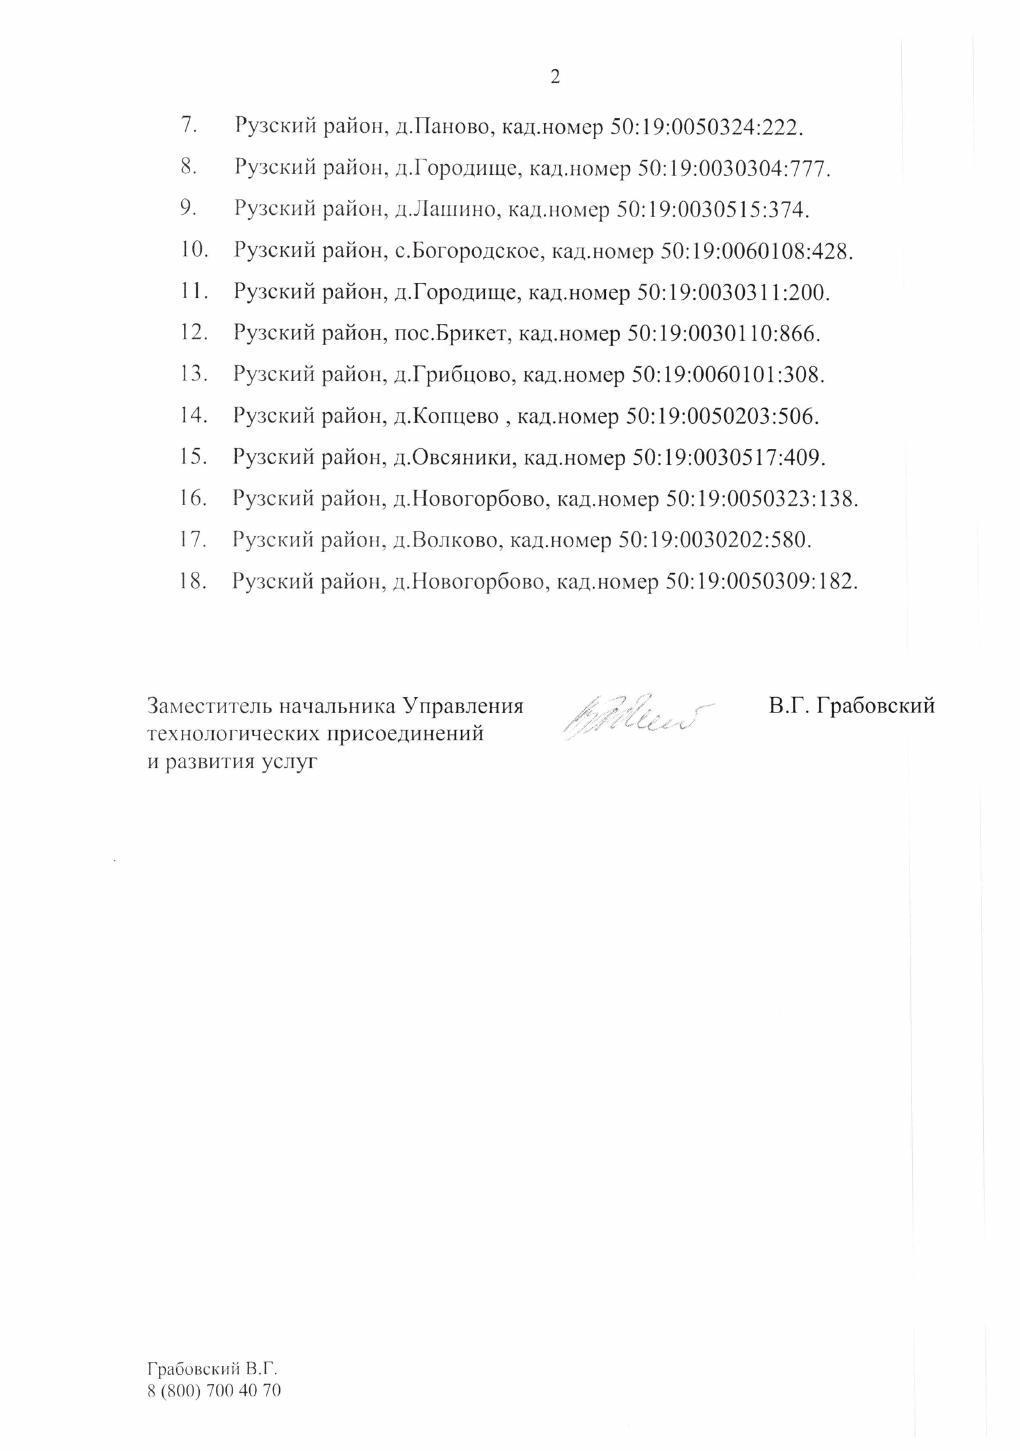 2
7. Рузский район, д.Паново, кад.номер 50:19:0050324:222.
8. Рузский район, д.Городище, кад.номер 50:19:0030304:777.
9. Рузский район, д.Лашино, кад.номер 50:19:0030515:374.
10. Рузский район, с.Богородское, кад.номер 50:19:0060108:428.
11. Рузский район, д.Городище, кад.номер 50:19:0030311:200.
12. Рузский район, пос.Брикет, кад.номер 50:19:0030110:866.
13. Рузский район, д.Грибцово, кад.номер 50:19:0060101:308.
14. Рузский район, д.Копцево , кад.номер 50:19:0050203:506.
15. Рузский район, д.Овсяники, кад.номер 50:19:0030517:409.
16. Рузский район, д.Новогорбово, кад.номер 50:19:0050323:138.
17. Рузский район, д.Волково, кад.номер 50:19:0030202:580.
18. Рузский район, д.Новогорбово, кад.номер 50:19:0050309:182.
Заместитель начальника Управления В.Г. Грабовский
технологических присоединений
и развития услуг
Грабовский В.Г.
8 (800) 700 40 70